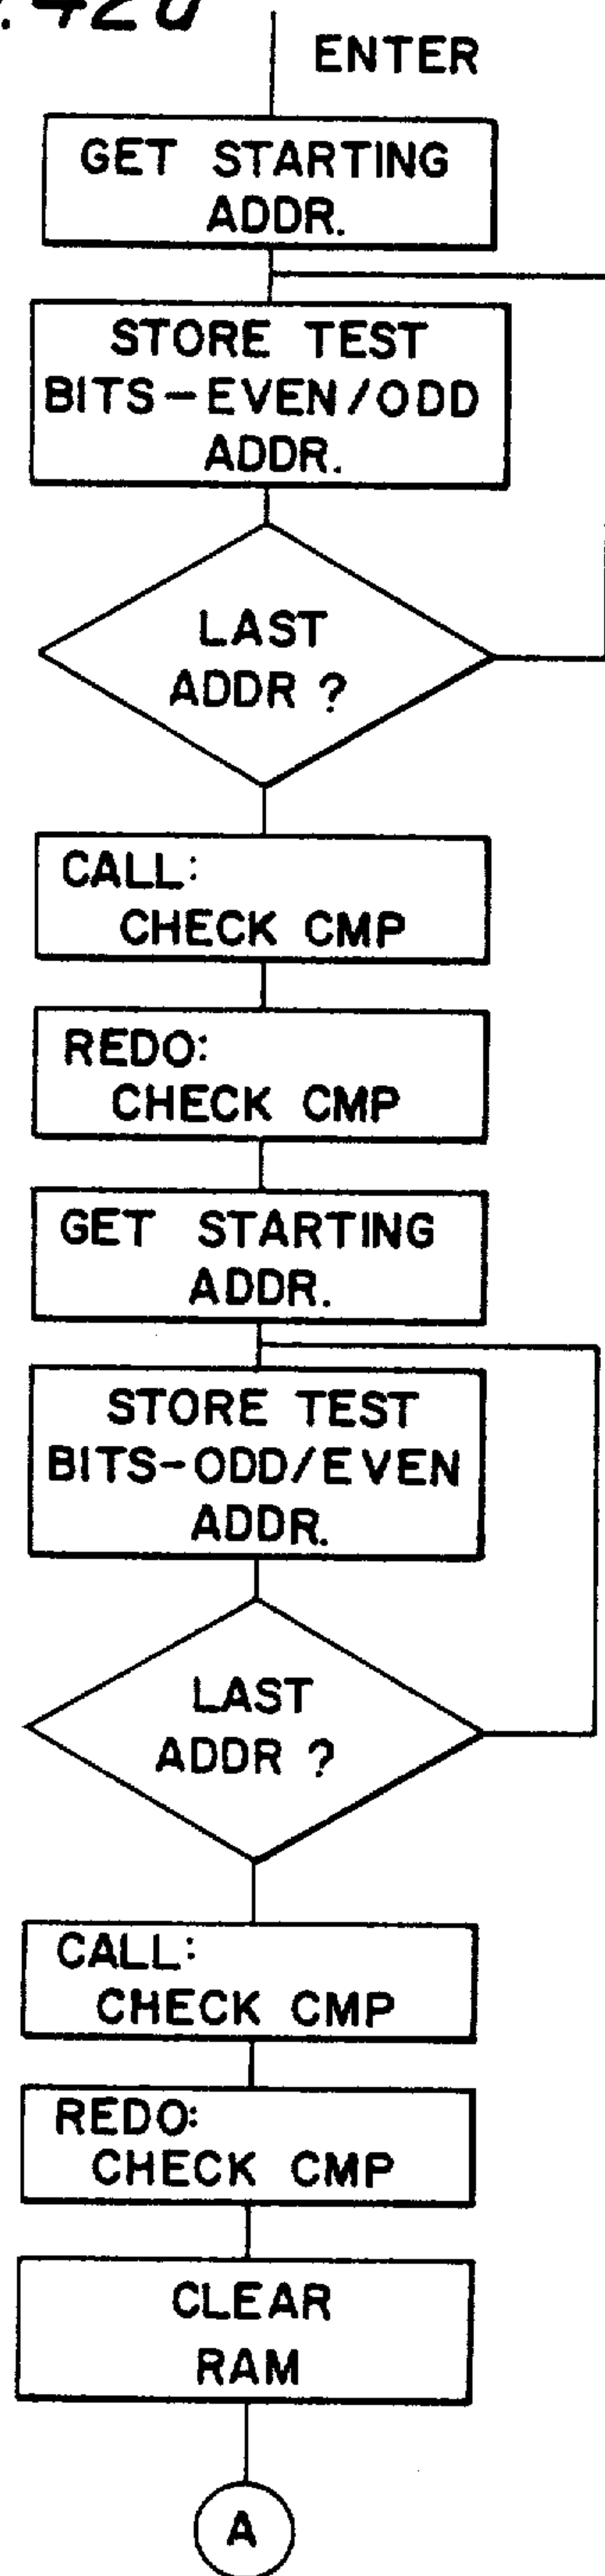 ENTER
GET STARTING
ADDR.
STORE TEST
BITS-EVEN/ODD
ADDR.
LAST
ADDR ?
CALL:
CHECK CMP
REDO:
CHECK CMP
GET STARTING
ADDR.
STORE TEST
BITS-ODD/EVEN
ADDR.
LAST
ADDR ?
CALL:
CHECK CMP
REDO:
CHECK CMP
CLEAR
RAM
A